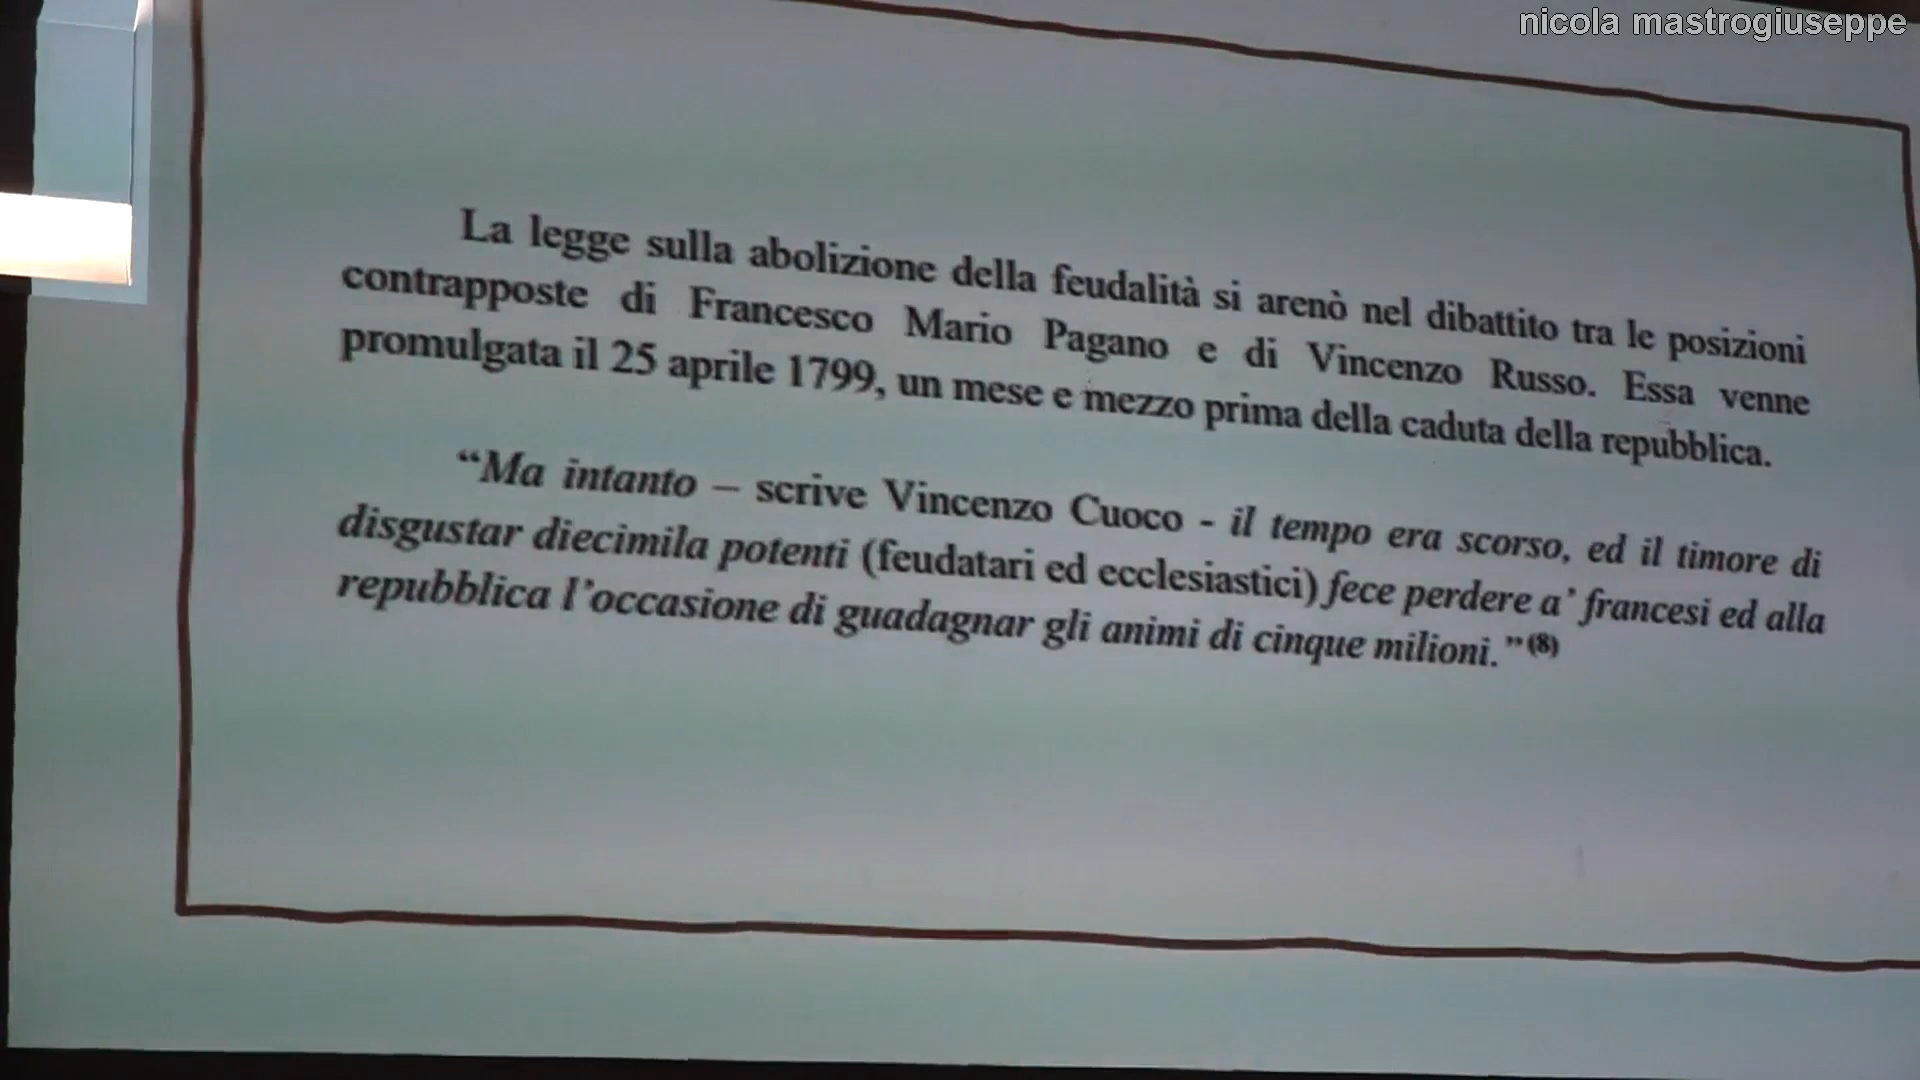 nicola mastrogiuseppe
La legge sulla abolizione della feudalità si arenò nel dibattito tra le posizioni
contrapposte di Francesco Mario Pagano e di Vincenzo Russo. Essa venne
promulgata il 25 aprile 1799, un mese e mezzo prima della caduta della repubblica.
“Ma intanto – scrive Vincenzo Cuoco - il tempo era scorso, ed il timore di
disgustar diecimila potenti (feudatari ed ecclesiastici) fece perdere a’ francesi ed alla
repubblica l’occasione di guadagnar gli animi di cinque milioni.”(8)